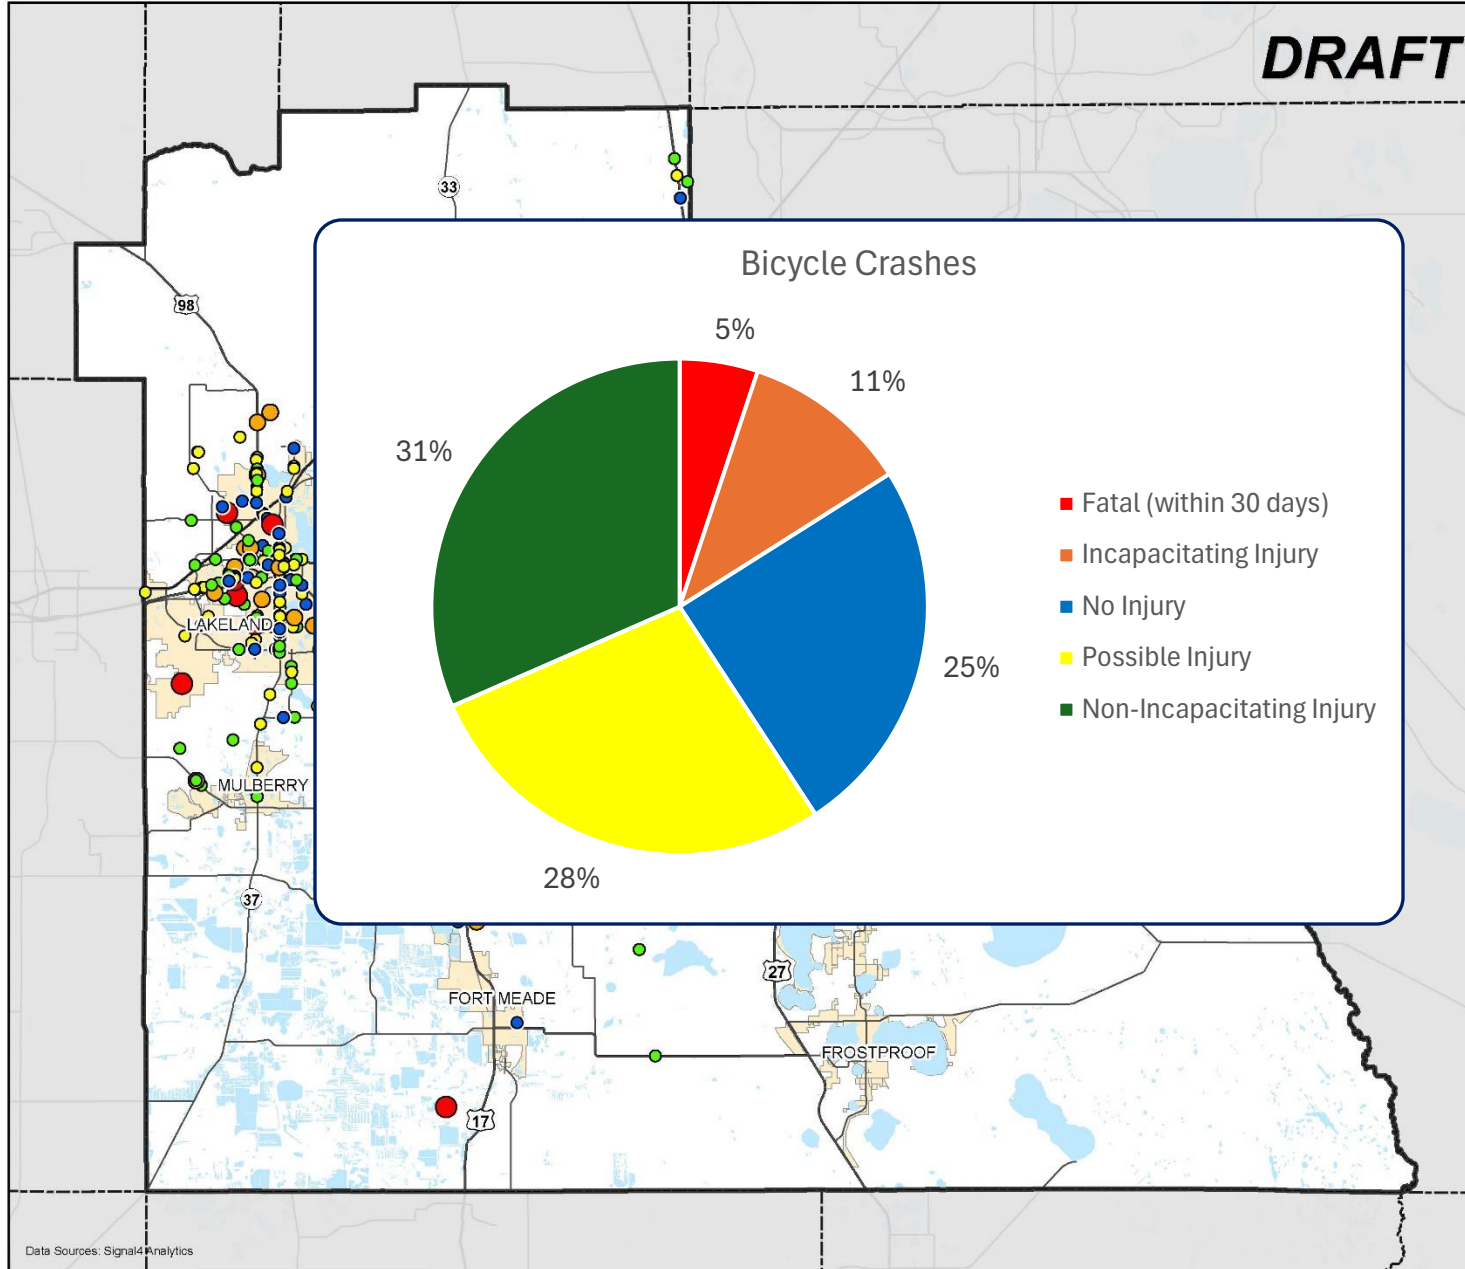 DRAFT
33
98
Bicycle Crashes
5%
11%
31%
25%
28%
Fatal (within 30 days)
Incapacitating Injury
No Injury
Possible Injury
Non-Incapacitating Injury
LAKELAND
MULBERRY
37
27
FORT MEADE
FROSTPROOF
17
Data Sources: Signal4 Analytics